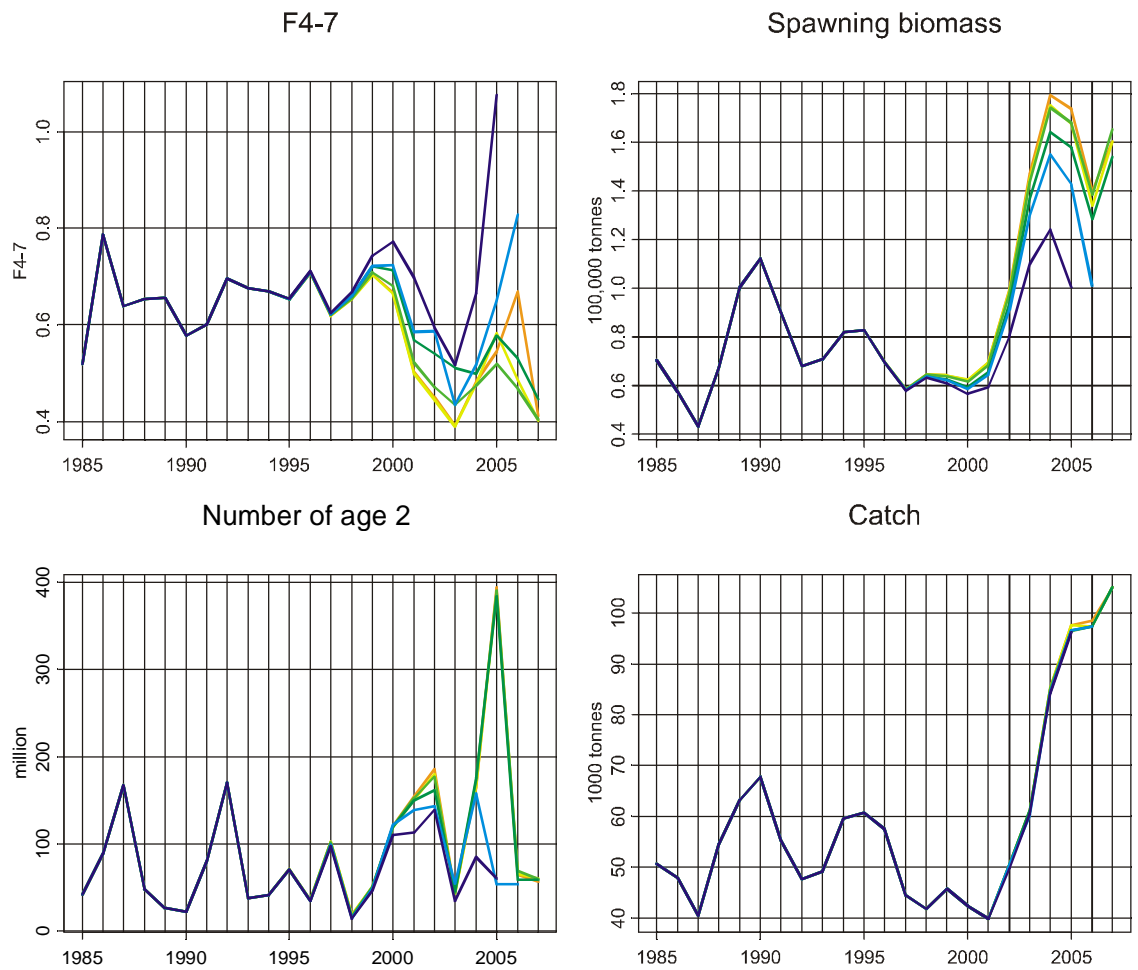 F4-7
Spawning biomass
F4-7
0.4 0.6 0.8 1.0
1985 1990 1995 2000 2005
100,000 tonnes
0.4 0.6 0.8 1.0 1.2 1.4 1.6 1.8
1985 1990 1995 2000 2005
Number of age 2
Catch
million
0 100 200 300 400
1985 1990 1995 2000 2005
1000 tonnes
40 50 60 70 80 90 100
1985 1990 1995 2000 2005